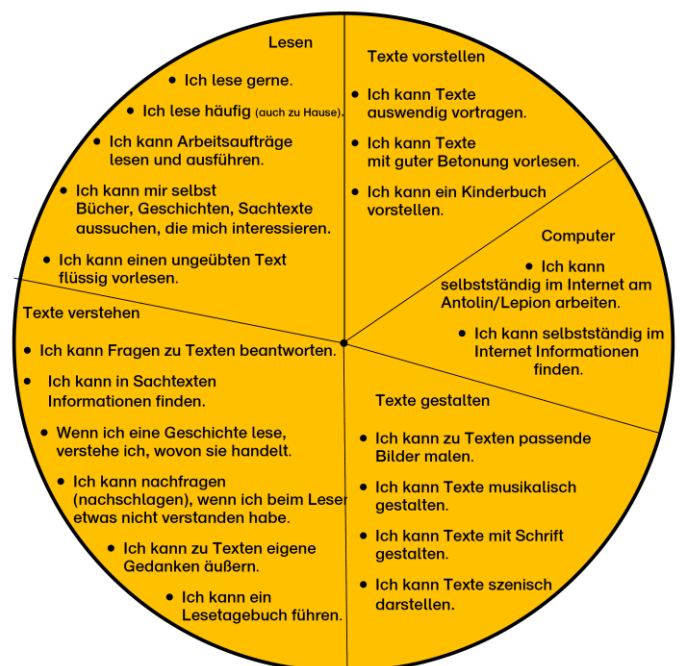 Lesen
• Ich lese gerne.
• Ich lese häufig (auch zu Hause).
• Ich kann Arbeitsaufträge
lesen und ausführen.
• Ich kann mir selbst
Bücher, Geschichten, Sachtexte
aussuchen, die mich interessieren.
• Ich kann einen ungeübten Text
flüssig vorlesen.
Texte vorstellen
• Ich kann Texte
auswendig vortragen.
• Ich kann Texte
mit guter Betonung vorlesen.
• Ich kann ein Kinderbuch
vorstellen.
Computer
• Ich kann
selbstständig im Internet am
Antolin/Lepion arbeiten.
• Ich kann selbstständig im
Internet Informationen
finden.
Texte verstehen
• Ich kann Fragen zu Texten beantworten.
• Ich kann in Sachtexten
Informationen finden.
• Wenn ich eine Geschichte lese,
verstehe ich, wovon sie handelt.
• Ich kann nachfragen
(nachschlagen), wenn ich beim Leser
etwas nicht verstanden habe.
• Ich kann zu Texten eigene
Gedanken äußern.
• Ich kann ein
Lesetagebuch führen.
Texte gestalten
• Ich kann zu Texten passende
Bilder malen.
• Ich kann Texte musikalisch
gestalten.
• Ich kann Texte mit Schrift
gestalten.
• Ich kann Texte szenisch
darstellen.